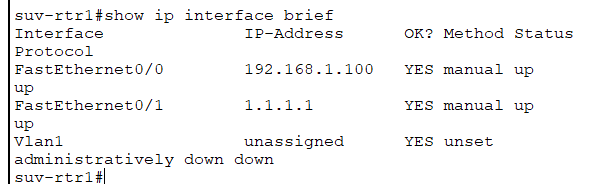 suv-rtr1#show ip interface brief
Interface IP-Address OK? Method Status
Protocol
FastEthernet0/0 192.168.1.100 YES manual up
up
FastEthernet0/1 1.1.1.1 YES manual up
up
Vlan1 unassigned YES unset
administratively down down
suv-rtr1#